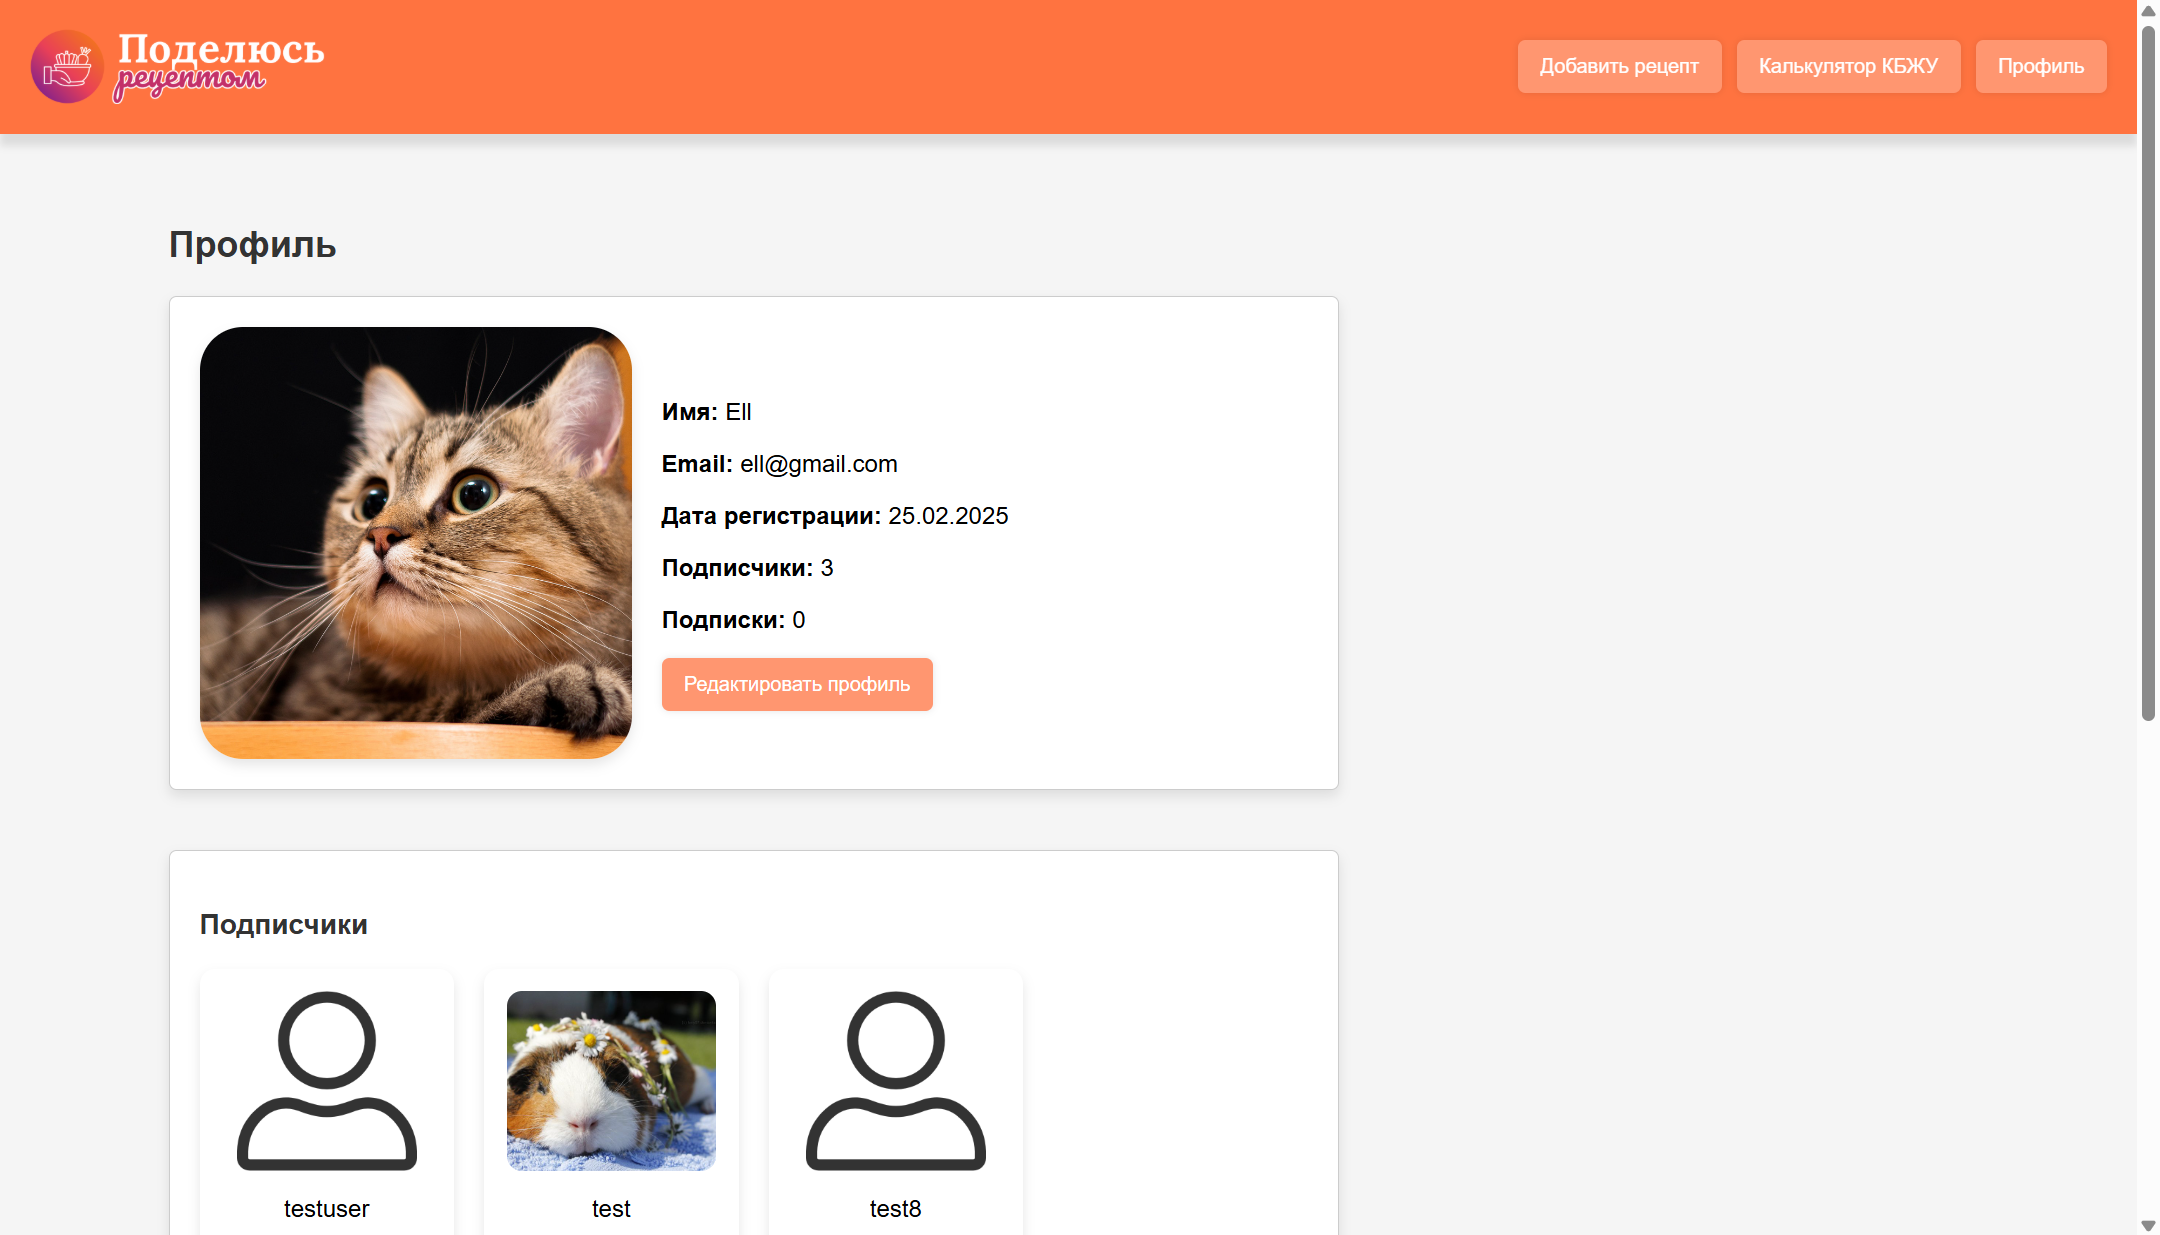 Поделюсь
рецептом
Добавить рецепт
Калькулятор КБЖУ
Профиль
Профиль
Имя: Ell
Email: ell@gmail.com
Дата регистрации: 25.02.2025
Подписчики: 3
Подписки: 0
Редактировать профиль
Подписчики
testuser
test
test8